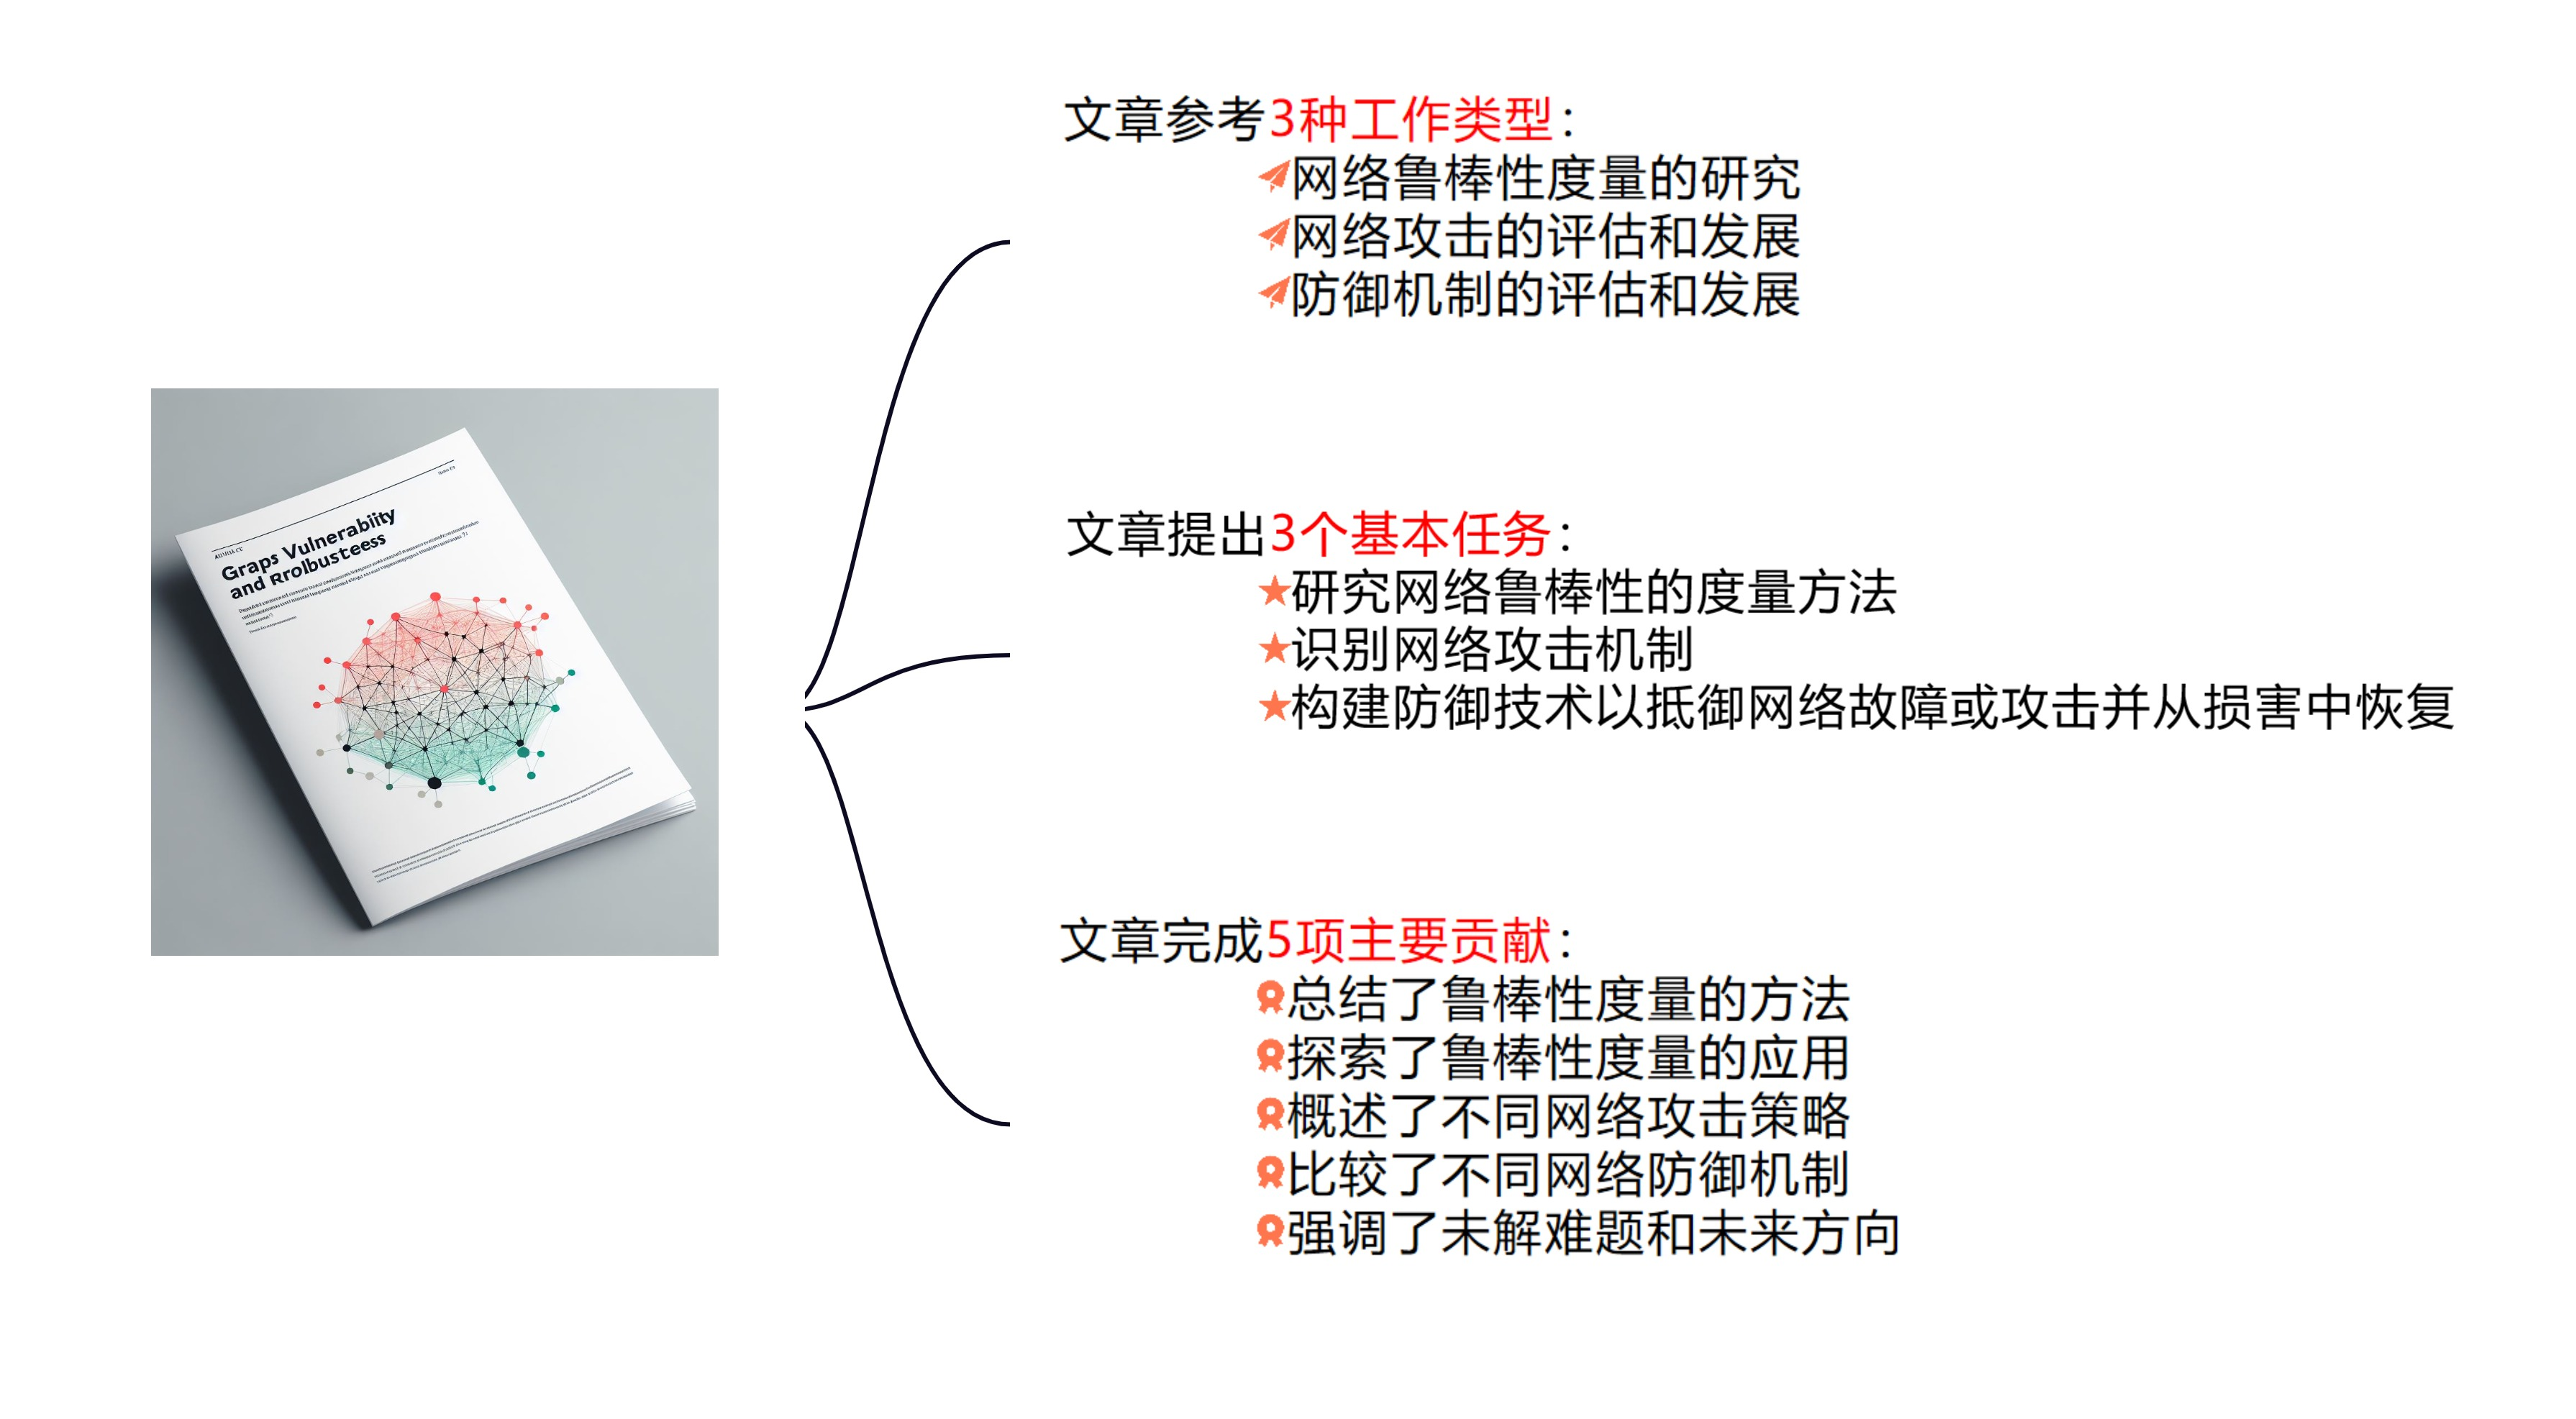 Graps Vulnerabiity
and Rrolbusteess
文章参考3种工作类型：
网络鲁棒性度量的研究
网络攻击的评估和发展
防御机制的评估和发展
文章提出3个基本任务：
研究网络鲁棒性的度量方法
识别网络攻击机制
构建防御技术以抵御网络故障或攻击并从损害中恢复
文章完成5项主要贡献：
总结了鲁棒性度量的方法
探索了鲁棒性度量的应用
概述了不同网络攻击策略
比较了不同网络防御机制
强调了未解难题和未来方向